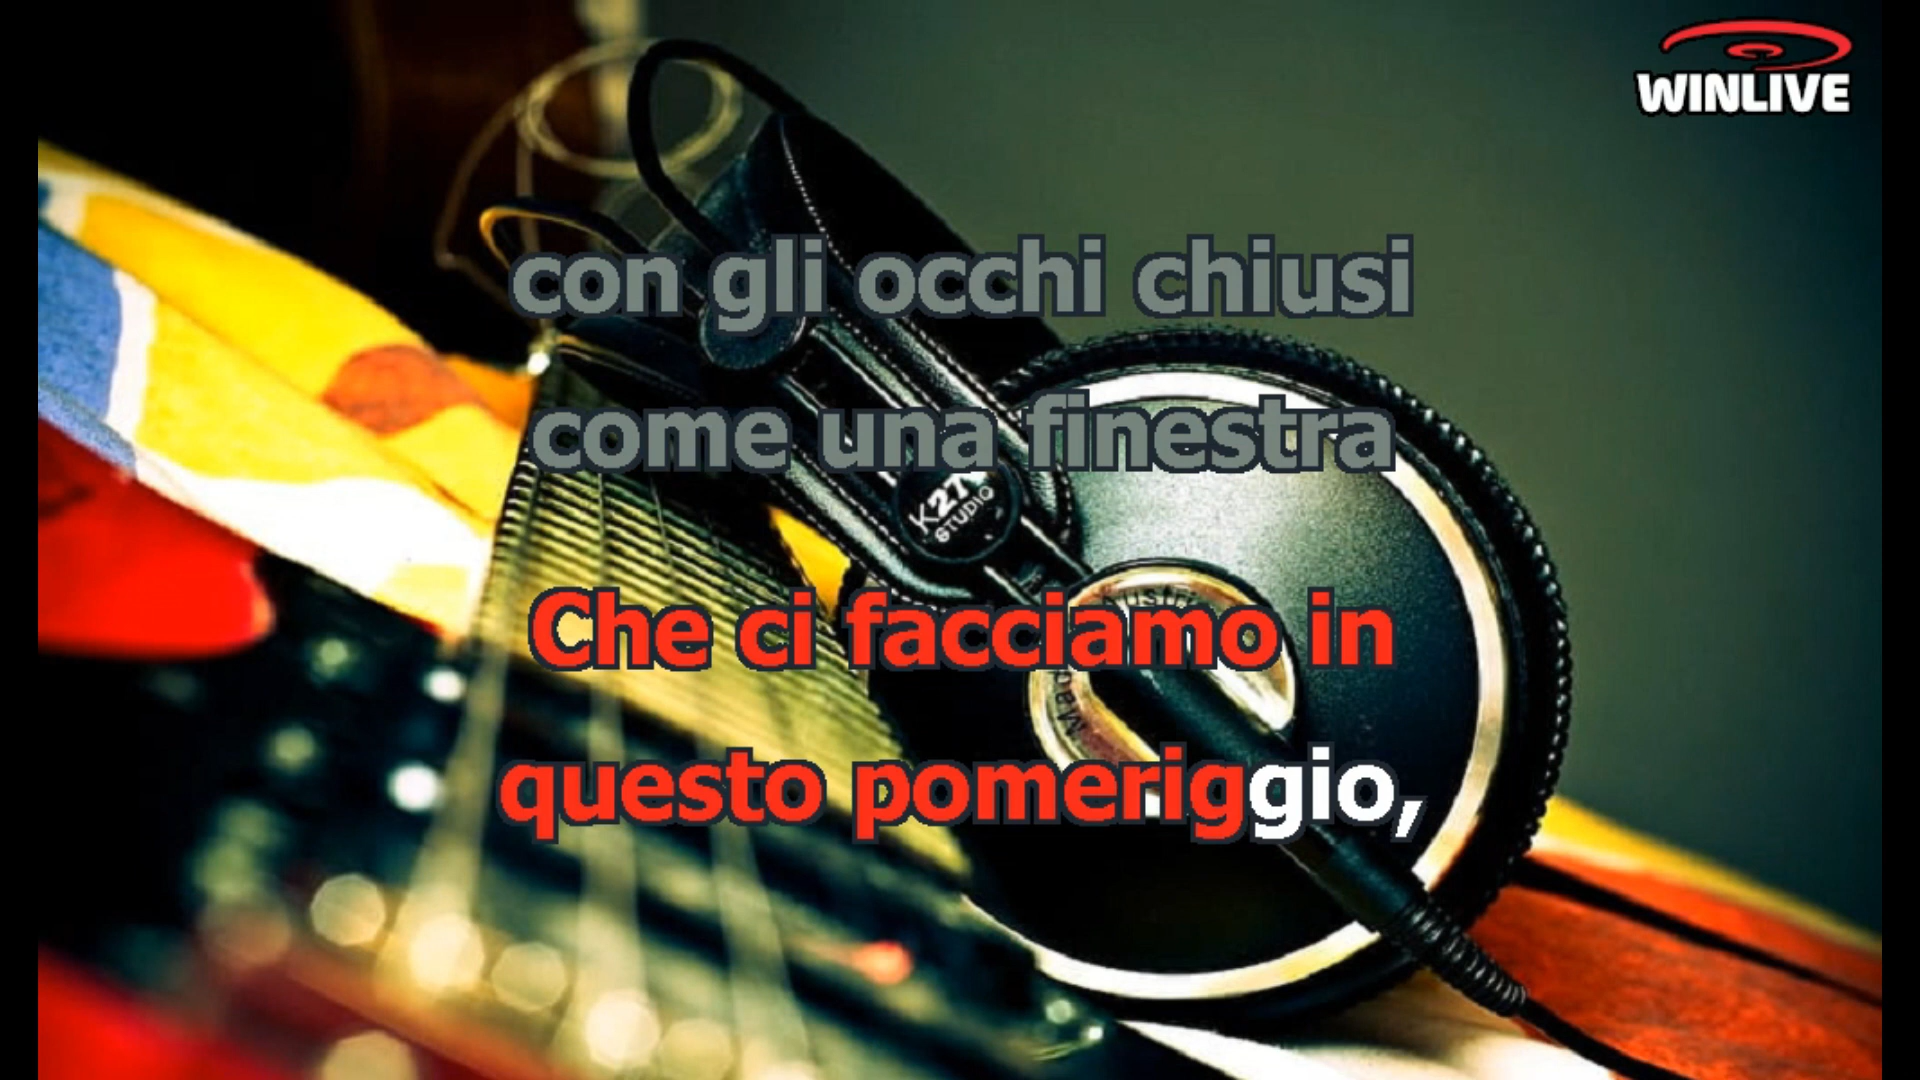 WINLIVE
con gli occhi chiusi
come una finestra
K27
STUDIO
Che ci facciamo in
questo pomeriggio,